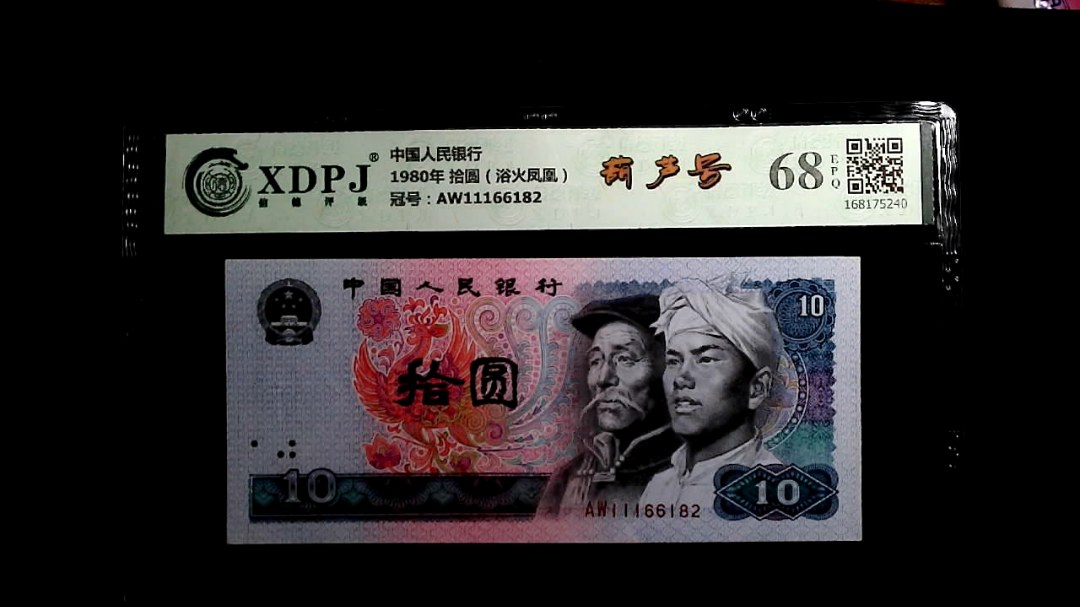 XDPJ®
信德评级
中国人民银行
1980年 拾圆（浴火凤凰）
冠号：AW11166182
葫芦号
68
EPQ
168175240
中国人民银行
10
拾圆
10
10
AW11166182